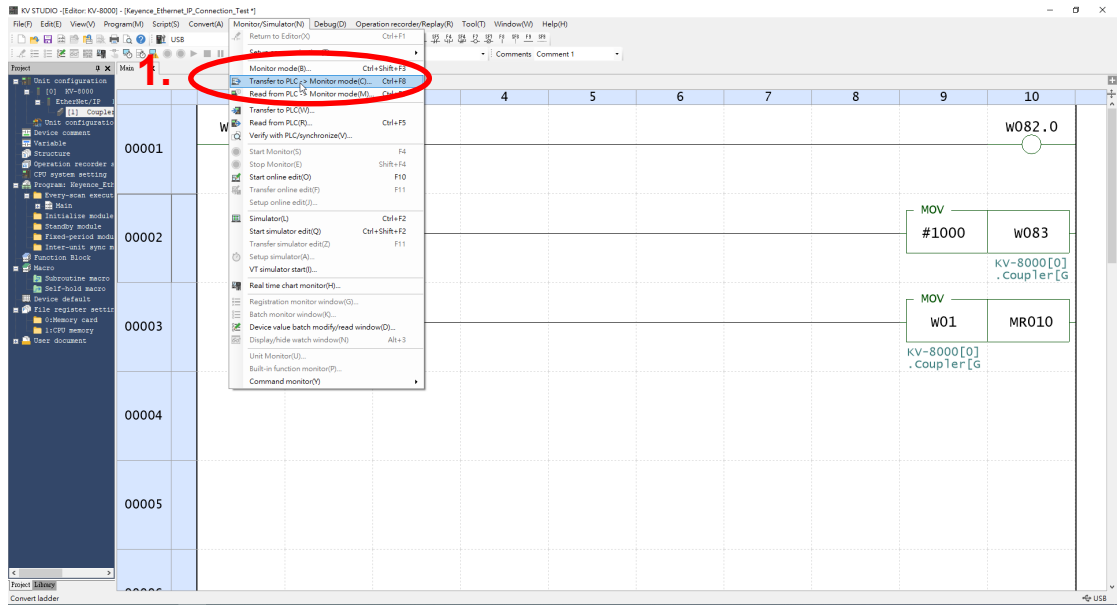 KV STUDIO -[Editor: KV-8000] - [Keyence_Ethernet_IP_Connection_Test *]
File(F) Edit(E) View(V) Program(M) Script(S) Convert(A) Monitor/Simulator(N) Debug(D) Operation recorder/Replay(R) Tool(T) Window(W) Help(H)
USB
Comments Comment 1
Project
Main
1.
Return to Editor(X) Ctrl+F1
Monitor mode(B)... Ctrl+Shift+F3
Transfer to PLC -> Monitor mode(C)... Ctrl+F8
Read from PLC -> Monitor mode(M)...
Transfer to PLC(W)...
Read from PLC(R)... Ctrl+F5
Verify with PLC/synchronize(V)...
Start Monitor(S) F4
Stop Monitor(E) Shift+F4
Start online edit(O) F10
Transfer online edit(F) F11
Setup online edit(J)...
Simulator(L) Ctrl+F2
Start simulator edit(Q) Ctrl+Shift+F2
Transfer simulator edit(Z) F11
Setup simulator(A)...
VT simulator start(I)...
Real time chart monitor(H)...
Registration monitor window(G)...
Batch monitor window(K)...
Device value batch modify/read window(D)...
Display/hide watch window(N) Alt+3
Unit Monitor(U)...
Built-in function monitor(P)...
Command monitor(Y)
Unit configuration
[0] KV-8000
EtherNet/IP
[1] Coupler
Unit configuratio
Device comment
Variable
Structure
Operation recorder s
CPU system setting
Program: Keyence_Eth
Every-scan execut
Main
Initialize module
Standby module
Fixed-period modu
Inter-unit sync m
Function Block
Macro
Subroutine macro
Self-hold macro
Device default
File register settin
0:Memory card
1:CPU memory
User document
4 5 6 7 8 9 10
00001
W
W082.0
00002
MOV
#1000 W083
KV-8000[0]
.Coupler[G
00003
MOV
W01 MR010
KV-8000[0]
.Coupler[G
00004
00005
Project Library
Convert ladder
USB